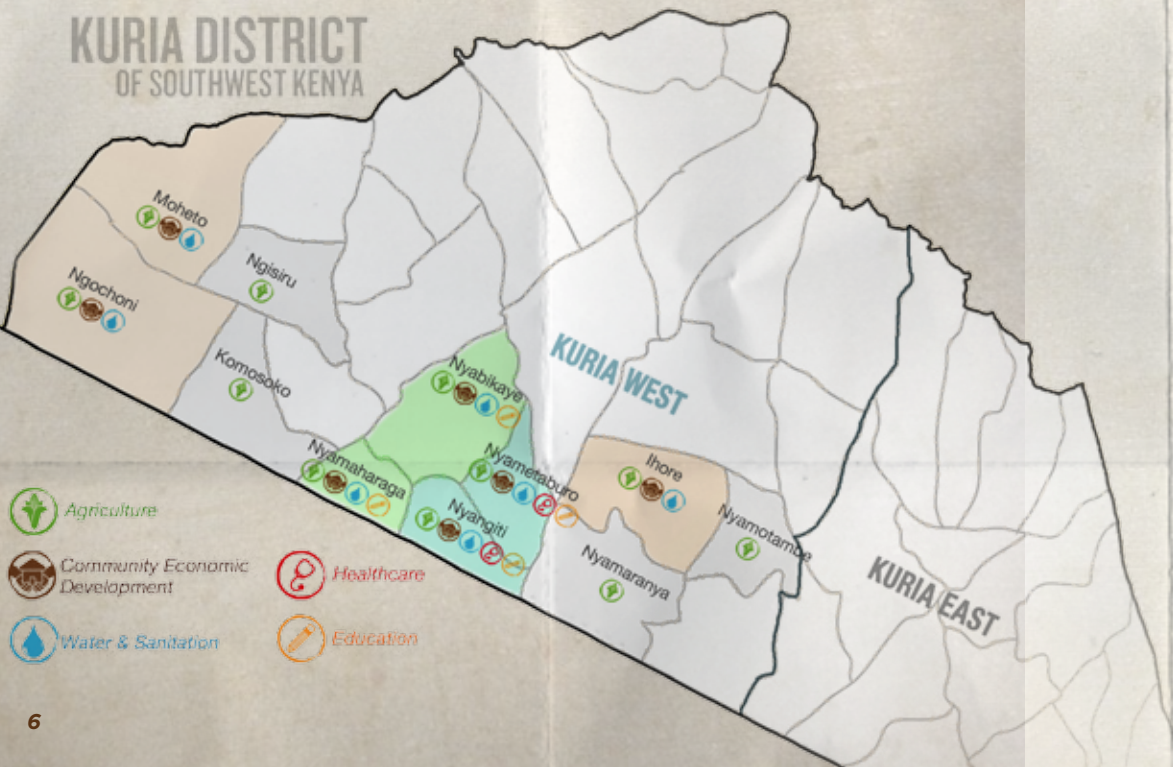 KURIA DISTRICT
OF SOUTHWEST KENYA
Moheto
Ngochoni
Ngisiru
Komosoko
KURIA WEST
Nyabikaye
Nyamaharaga
Nyametaburo
Nyangiti
Ihore
Nyamotambe
Nyamaranya
KURIA EAST
Agriculture
Community Economic
Development
Healthcare
Water & Sanitation
Education
6